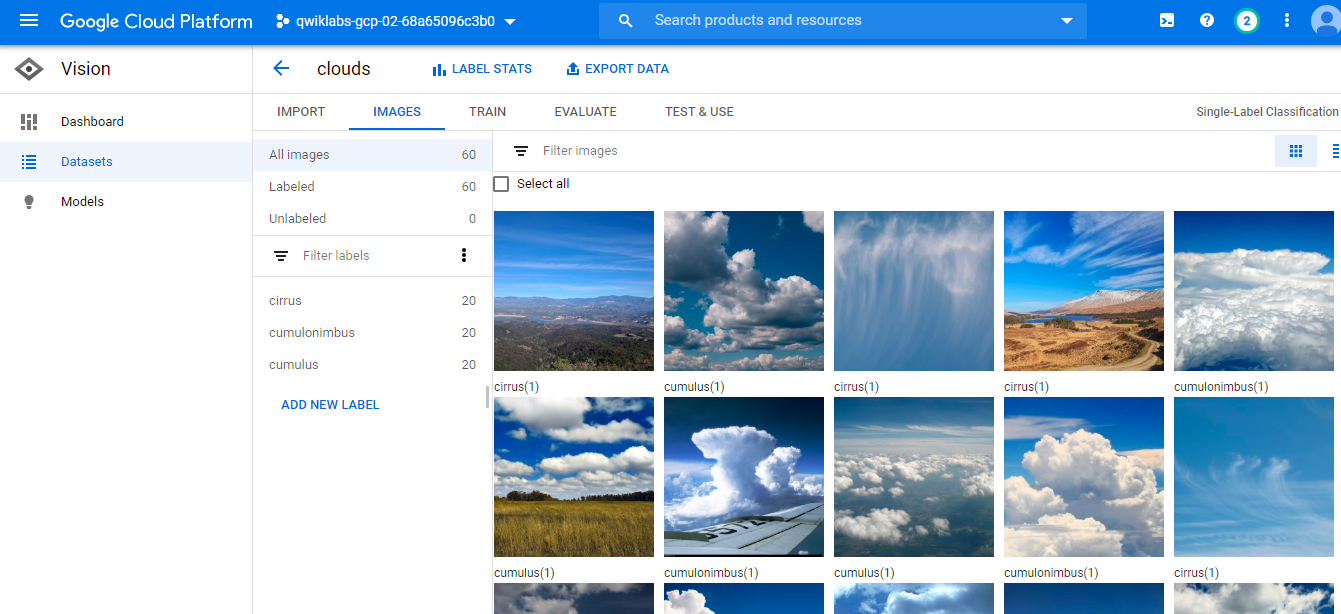 Google Cloud Platform qwiklabs-gcp-02-68a65096c3b0 Search products and resources 2
Vision clouds LABEL STATS EXPORT DATA
IMPORT IMAGES TRAIN EVALUATE TEST & USE Single-Label Classification
Dashboard
Datasets
Models
All images 60
Labeled 60
Unlabeled 0
Filter labels
cirrus 20
cumulonimbus 20
cumulus 20
ADD NEW LABEL
Filter images
Select all
cirrus(1) cumulus(1) cirrus(1) cirrus(1) cumulonimbus(1)
cumulus(1) cumulonimbus(1) cumulus(1) cumulonimbus(1) cirrus(1)